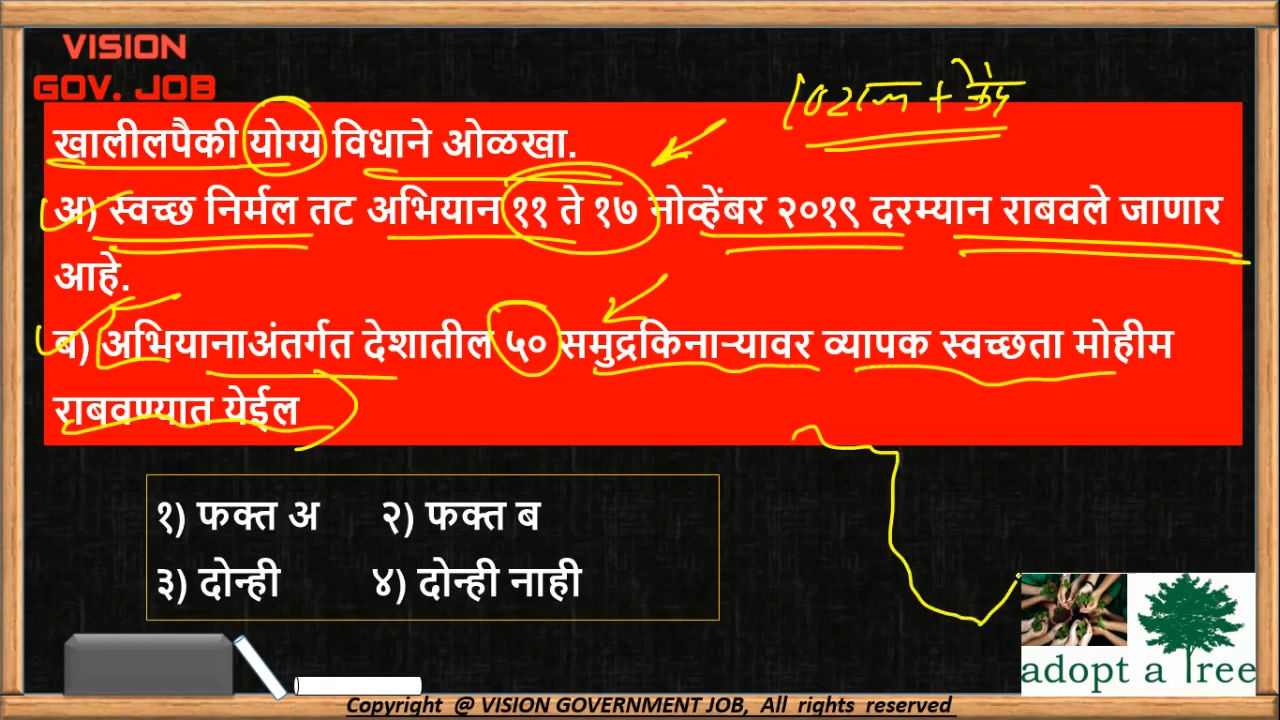 VISION
GOV. JOB
खालीलपैकी योग्य विधाने ओळखा.
अ) स्वच्छ निर्मल तट अभियान ११ ते १७ नोव्हेंबर २०१९ दरम्यान राबवले जाणार
आहे.
ब) अभियानाअंतर्गत देशातील ५० समुद्रकिनाऱ्यावर व्यापक स्वच्छता मोहीम
राबवण्यात येईल
१) फक्त अ २) फक्त ब
३) दोन्ही ४) दोन्ही नाही
adopt a Tree
Copyright @ VISION GOVERNMENT JOB, All rights reserved